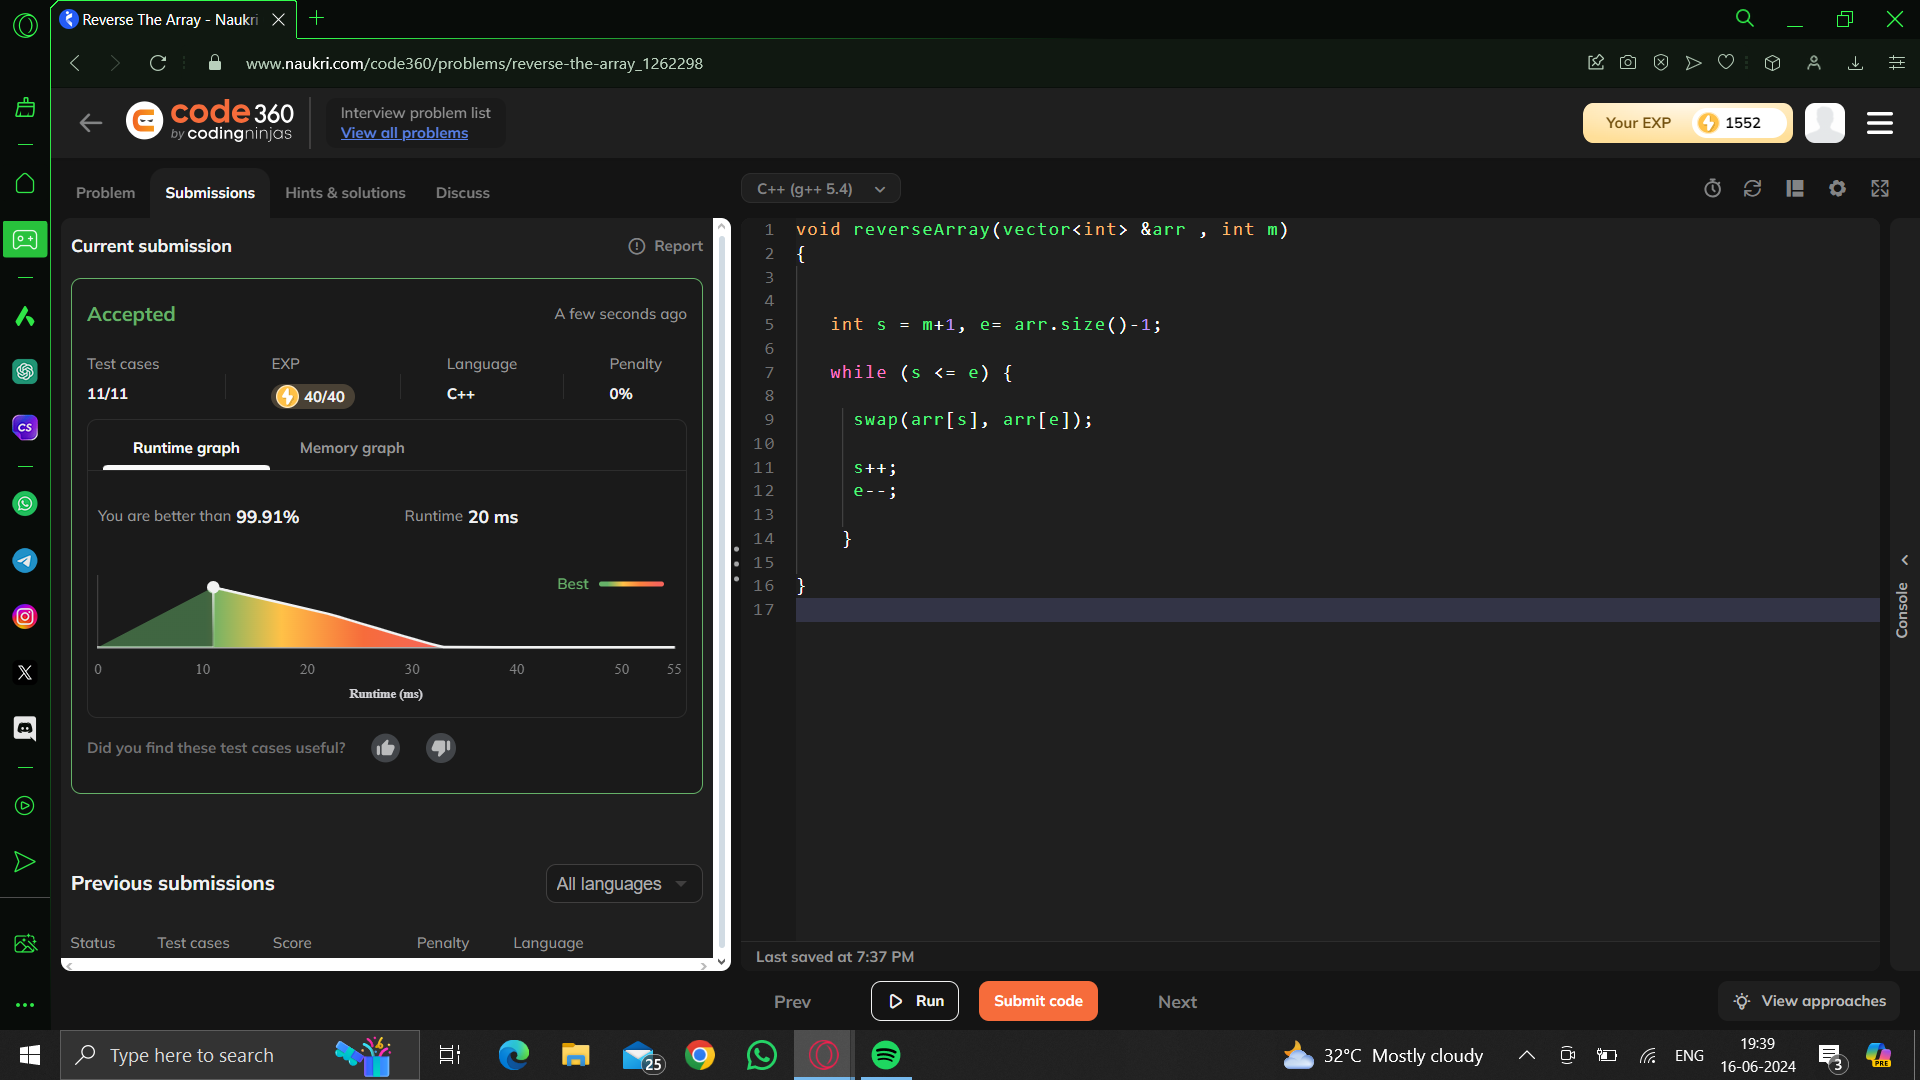 Reverse The Array - Naukri
www.naukri.com/code360/problems/reverse-the-array_1262298
code 360
by codingninjas
Interview problem list
View all problems
Your EXP 1552
Problem Submissions Hints & solutions Discuss
C++ (g++ 5.4)
Current submission
Report
Accepted
A few seconds ago
Test cases EXP Language Penalty
11/11 40/40 C++ 0%
Runtime graph Memory graph
You are better than 99.91% Runtime 20 ms
Best
0 10 20 30 40 50 55
Runtime (ms)
Did you find these test cases useful?
Previous submissions
All languages
Status Test cases Score Penalty Language
1 void reverseArray(vector<int> &arr , int m)
2 {
3
4
5 int s = m+1, e= arr.size()-1;
6
7 while (s <= e) {
8
9 swap(arr[s], arr[e]);
10
11 s++;
12 e--;
13
14 }
15
16 }
17
Console
Last saved at 7:37 PM
Prev Run Submit code Next View approaches
CS
Type here to search
25
32°C Mostly cloudy
ENG
19:39
16-06-2024
3
PRE